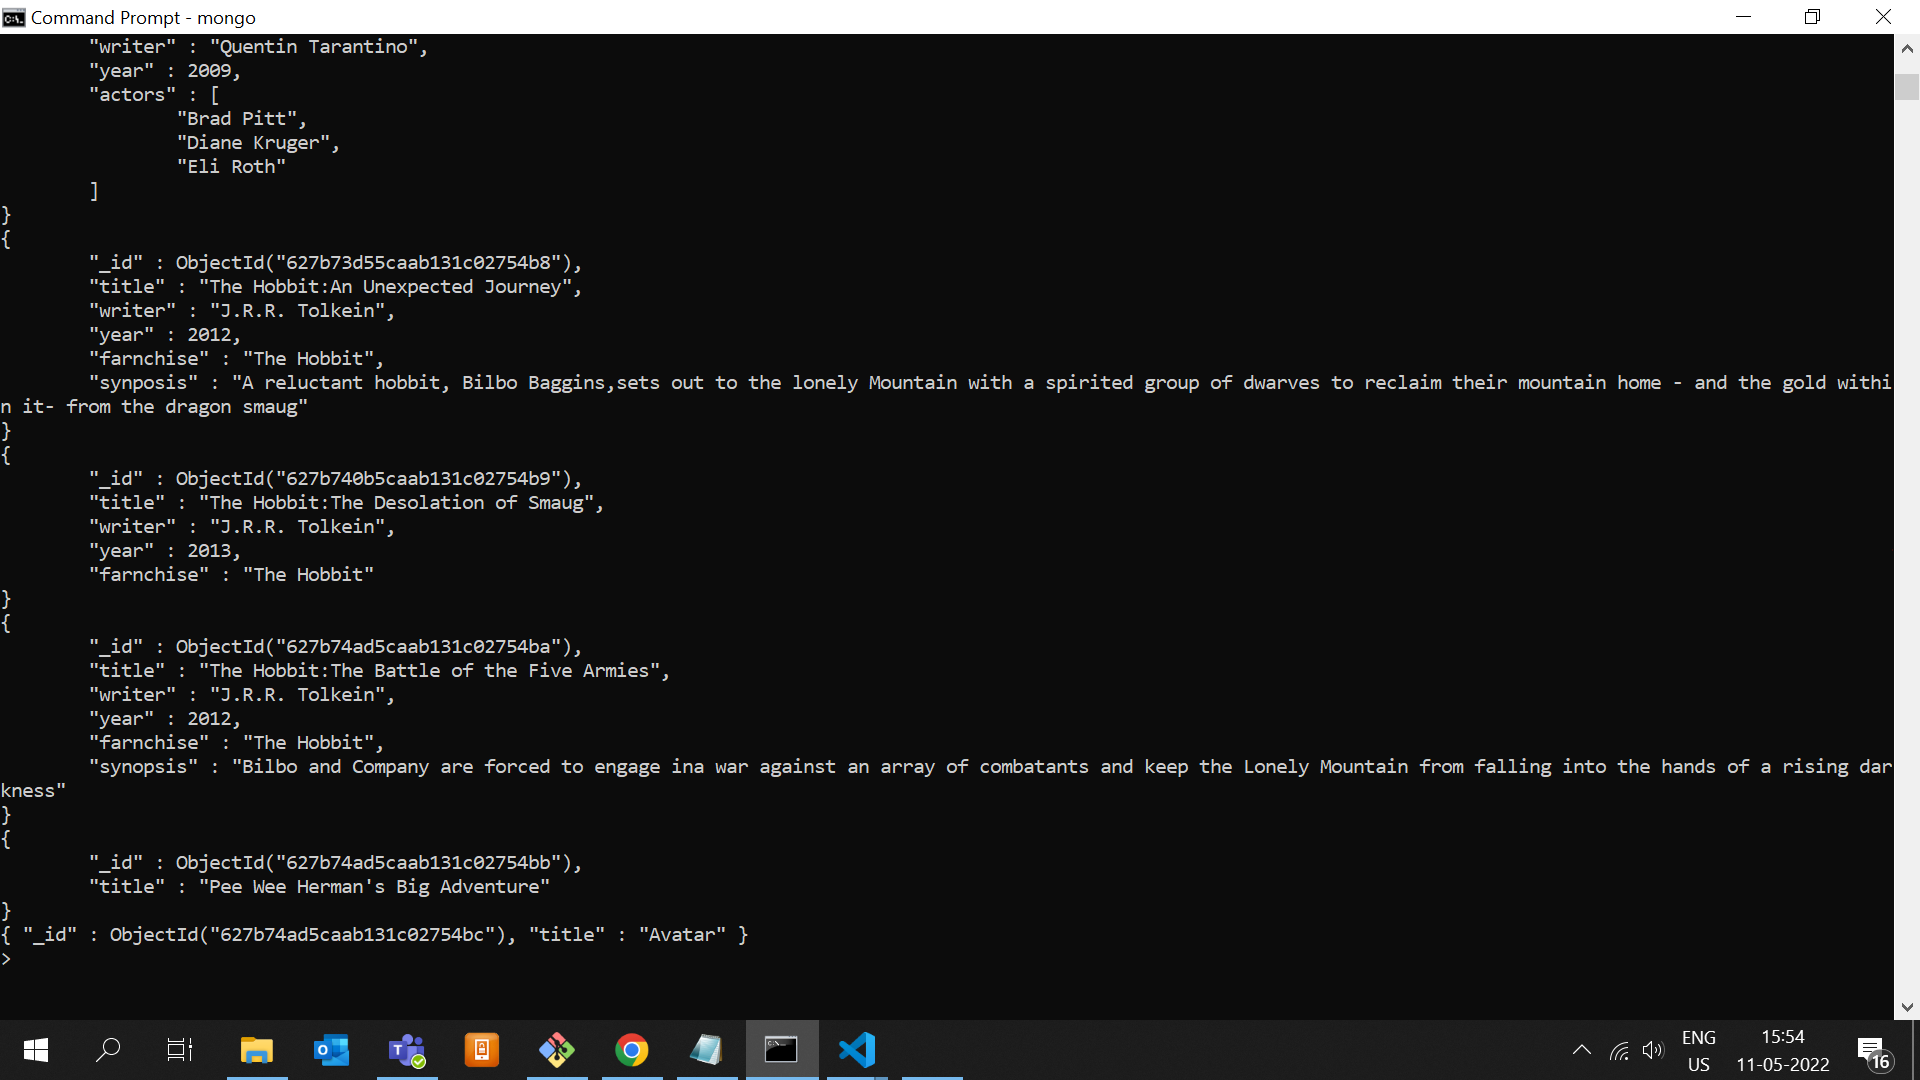 Command Prompt - mongo
"writer" : "Quentin Tarantino",
"year" : 2009,
"actors" : [
"Brad Pitt",
"Diane Kruger",
"Eli Roth"
]
}
{
"_id" : ObjectId("627b73d55caab131c02754b8"),
"title" : "The Hobbit:An Unexpected Journey",
"writer" : "J.R.R. Tolkein",
"year" : 2012,
"farnchise" : "The Hobbit",
"synposis" : "A reluctant hobbit, Bilbo Baggins,sets out to the lonely Mountain with a spirited group of dwarves to reclaim their mountain home - and the gold withi
n it- from the dragon smaug"
}
{
"_id" : ObjectId("627b740b5caab131c02754b9"),
"title" : "The Hobbit:The Desolation of Smaug",
"writer" : "J.R.R. Tolkein",
"year" : 2013,
"farnchise" : "The Hobbit"
}
{
"_id" : ObjectId("627b74ad5caab131c02754ba"),
"title" : "The Hobbit:The Battle of the Five Armies",
"writer" : "J.R.R. Tolkein",
"year" : 2012,
"farnchise" : "The Hobbit",
"synopsis" : "Bilbo and Company are forced to engage ina war against an array of combatants and keep the Lonely Mountain from falling into the hands of a rising dar
kness"
}
{
"_id" : ObjectId("627b74ad5caab131c02754bb"),
"title" : "Pee Wee Herman's Big Adventure"
}
{ "_id" : ObjectId("627b74ad5caab131c02754bc"), "title" : "Avatar" }
>
ENG
US
15:54
11-05-2022
16